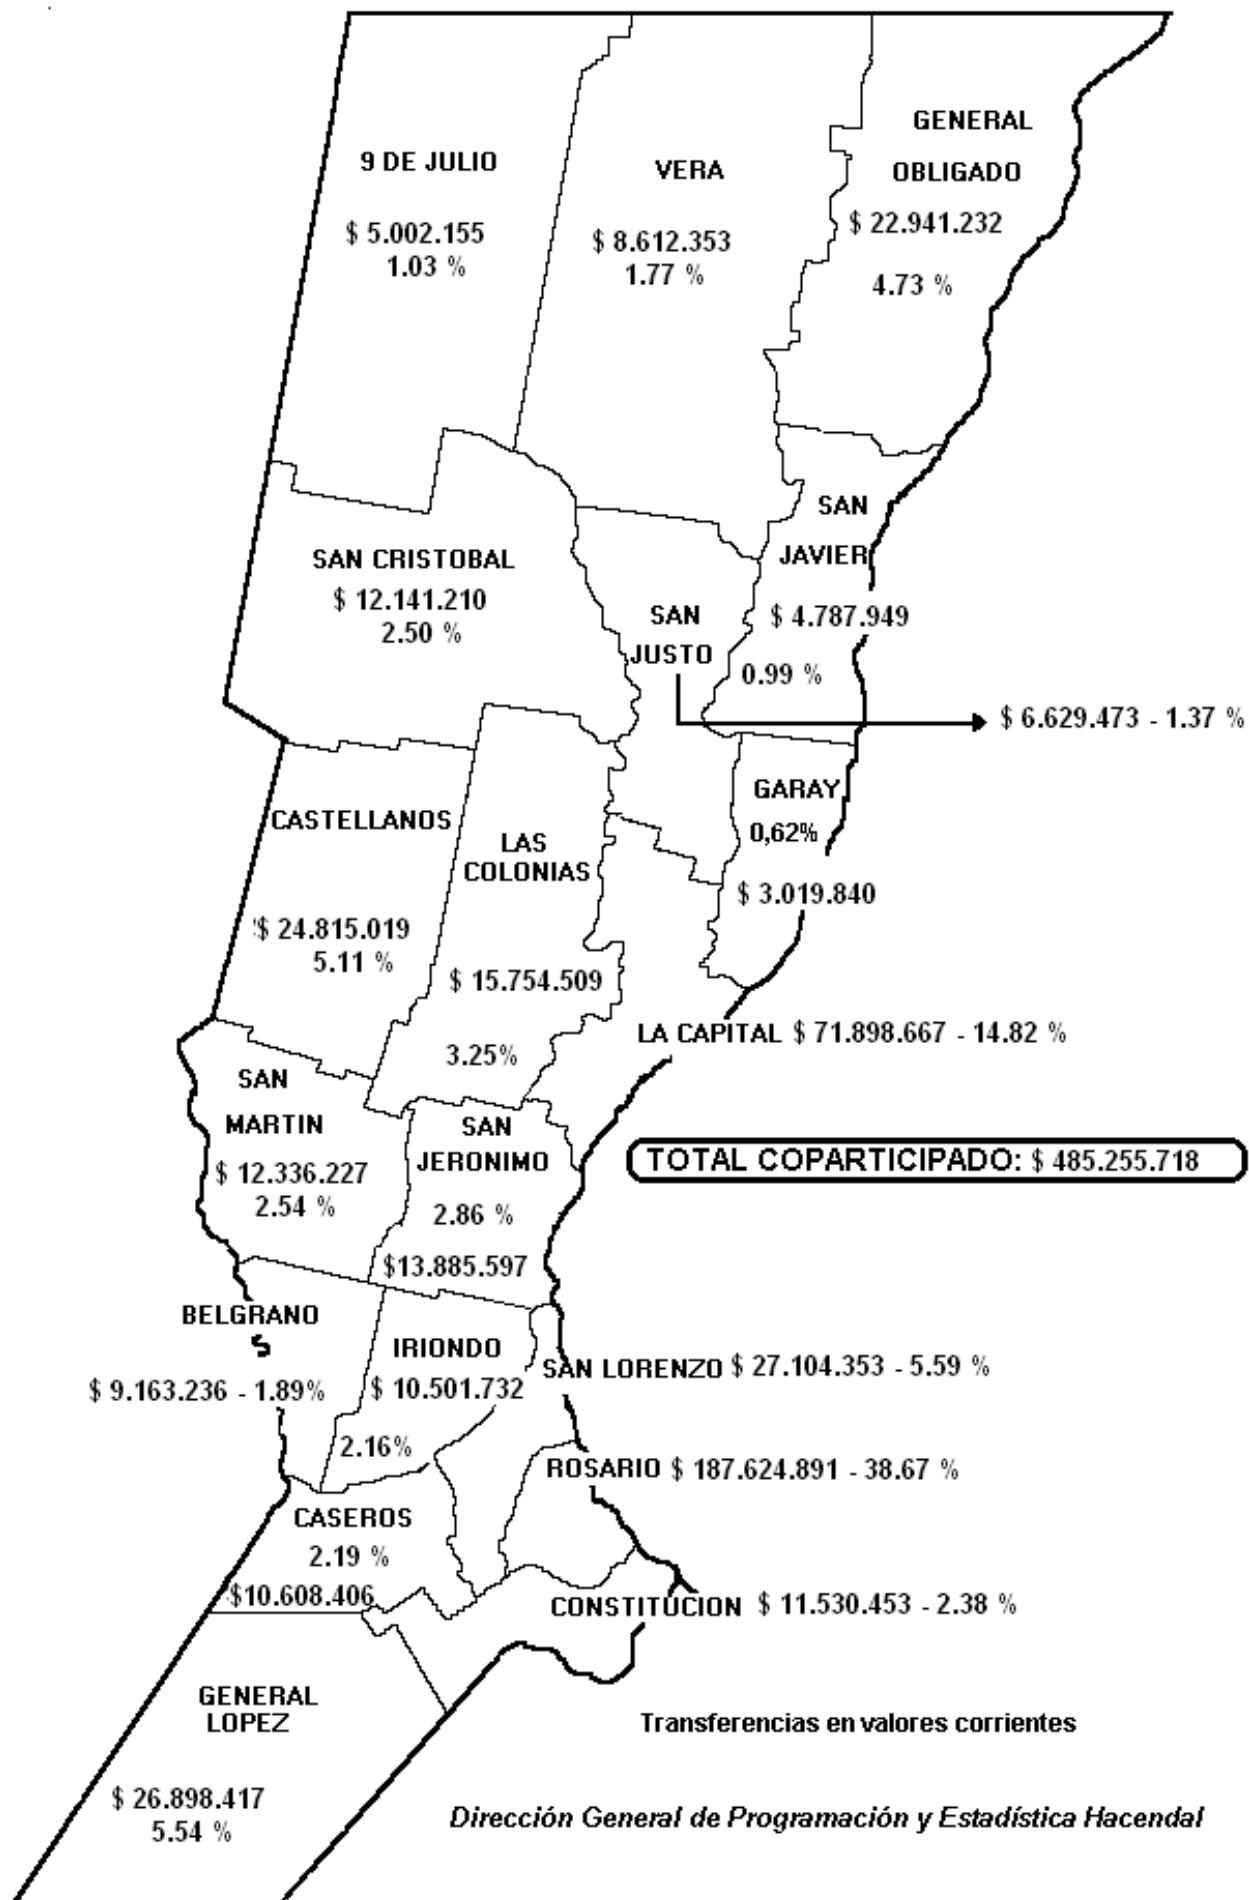 9 DE JULIO
$ 5.002.155
1.03 %
VERA
$ 8.612.353
1.77 %
GENERAL
OBLIGADO
$ 22.941.232
4.73 %
SAN CRISTOBAL
$ 12.141.210
2.50 %
SAN
JUSTO
$ 6.629.473 - 1.37 %
SAN
JAVIER
$ 4.787.949
0.99 %
CASTELLANOS
$ 24.815.019
5.11 %
LAS
COLONIAS
$ 15.754.509
3.25%
GARAY
0,62%
$ 3.019.840
LA CAPITAL $ 71.898.667 - 14.82 %
SAN
MARTIN
$ 12.336.227
2.54 %
SAN
JERONIMO
2.86 %
$13.885.597
TOTAL COPARTICIPADO: $ 485.255.718
BELGRANO
$ 9.163.236 - 1.89%
IRIONDO
$ 10.501.732
2.16%
SAN LORENZO $ 27.104.353 - 5.59 %
ROSARIO $ 187.624.891 - 38.67 %
CASEROS
2.19 %
$10.608.406
CONSTITUCION $ 11.530.453 - 2.38 %
GENERAL
LOPEZ
$ 26.898.417
5.54 %
Transferencias en valores corrientes
Dirección General de Programación y Estadística Hacendal